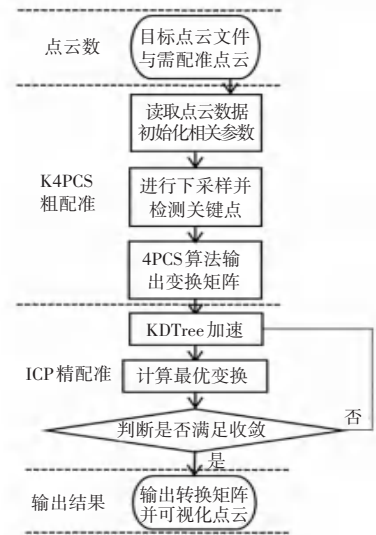 点云数
目标点云文件
与需配准点云
读取点云数据
初始化相关参数
K4PCS
粗配准
进行下采样并
检测关键点
4PCS算法输
出变换矩阵
KDTree加速
ICP精配准
计算最优变换
判断是否满足收敛
否
是
输出结果
输出转换矩阵
并可视化点云